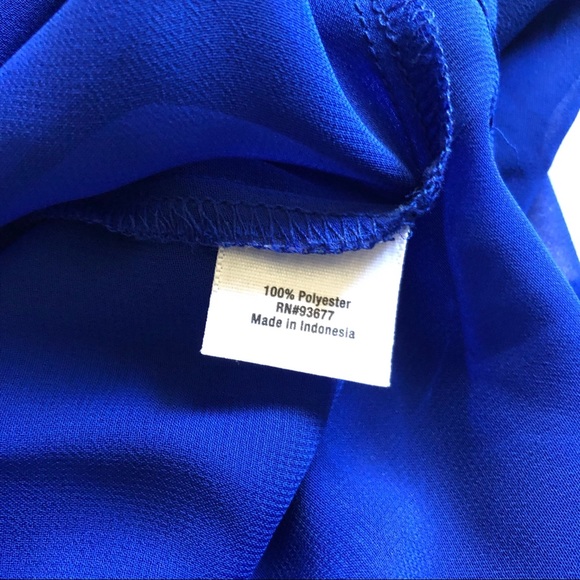 100% Polyester
RN#93677
Made in Indonesia